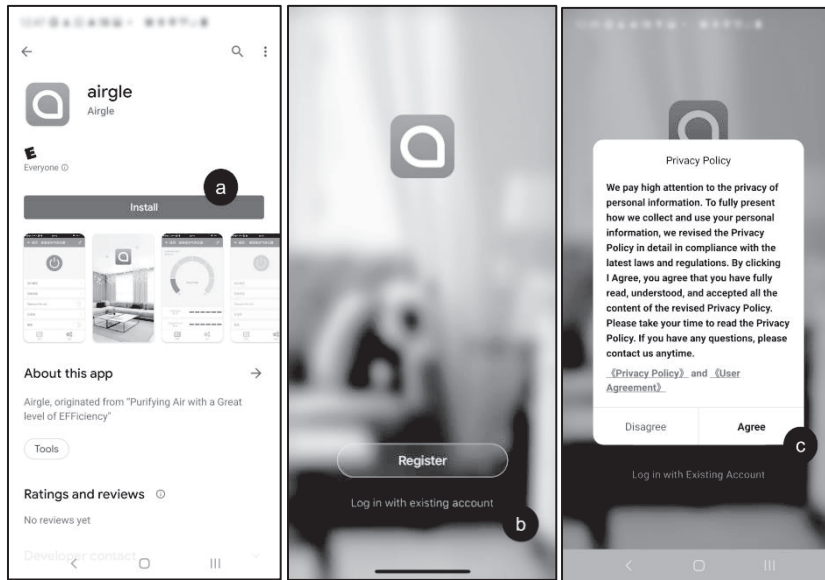 airgle
Airgle
E
Everyone
a
Install
About this app
Airgle, originated from "Purifying Air with a Great
level of EFFiciency"
Tools
Ratings and reviews
No reviews yet
Developer contact
Register
Log in with existing account
b
Privacy Policy
We pay high attention to the privacy of
personal information. To fully present
how we collect and use your personal
information, we revised the Privacy
Policy in detail in compliance with the
latest laws and regulations. By clicking
I Agree, you agree that you have fully
read, understood, and accepted all the
content of the revised Privacy Policy.
Please take your time to read the Privacy
Policy. If you have any questions, please
contact us anytime.
《Privacy Policy》 and 《User
Agreement》
Disagree Agree
c
Log in with Existing Account